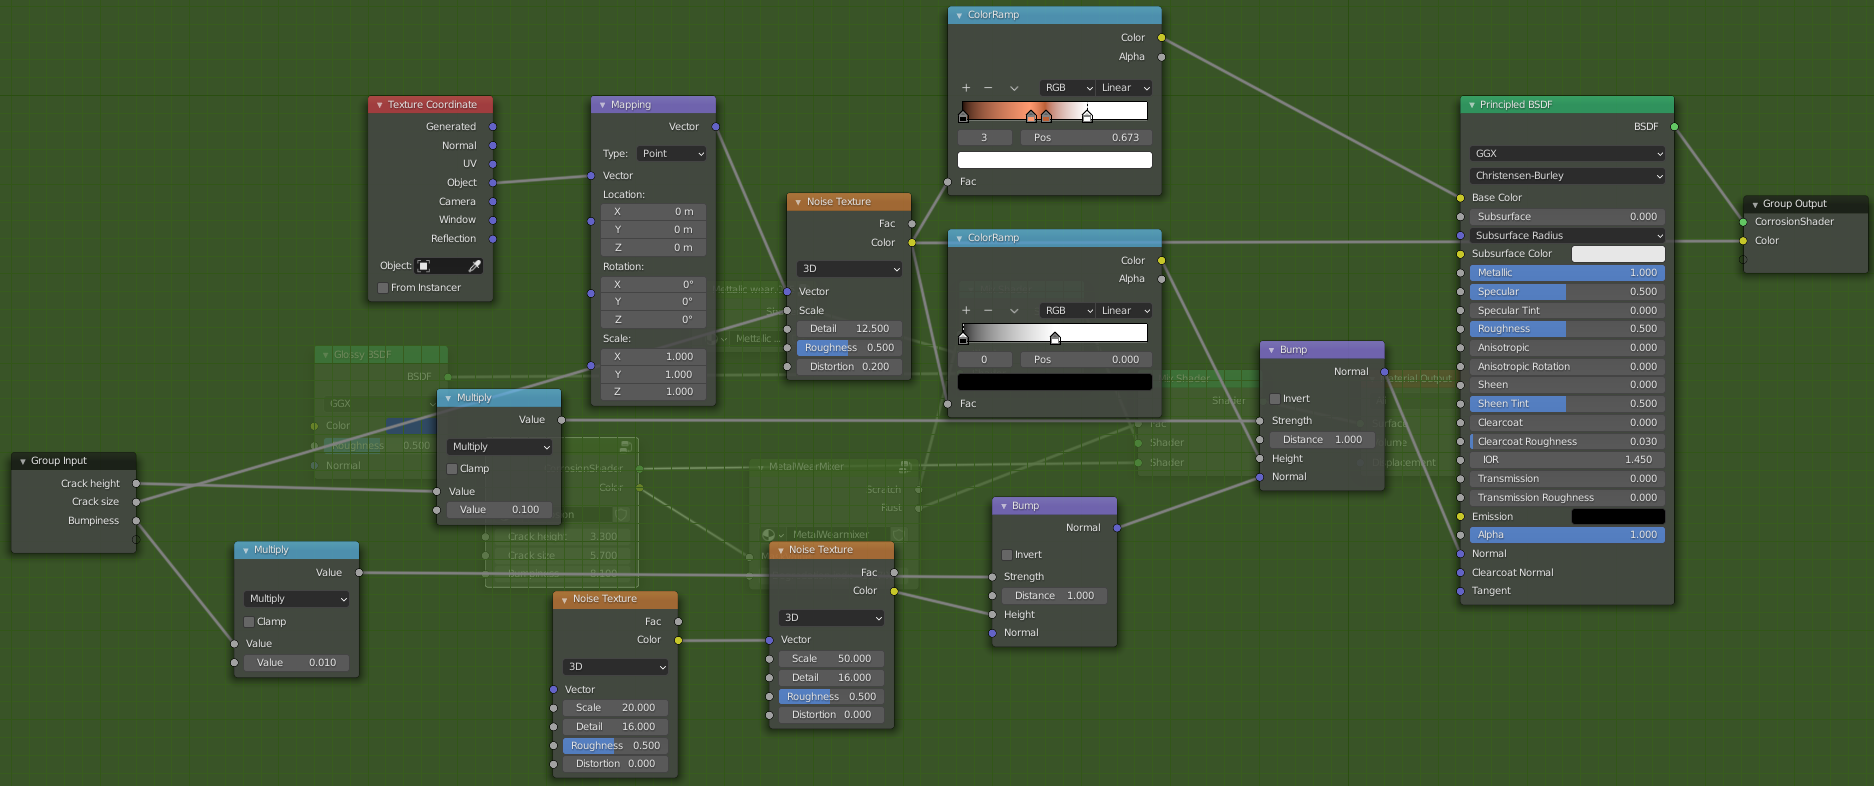 ColorRamp
Color
Alpha
+ − RGB Linear
3 Pos 0.673
Fac
Texture Coordinate
Generated
Normal
UV
Object
Camera
Window
Reflection
Object:
From Instancer
Mapping
Vector
Type: Point
Vector
Location:
X 0 m
Y 0 m
Z 0 m
Rotation:
X 0°
Y 0°
Z 0°
Scale:
X 1.000
Y 1.000
Z 1.000
Noise Texture
Fac
Color
3D
Vector
Scale
Detail 12.500
Roughness 0.500
Distortion 0.200
ColorRamp
Color
Alpha
+ − RGB Linear
0 Pos 0.000
Fac
Principled BSDF
BSDF
GGX
Christensen-Burley
Base Color
Subsurface 0.000
Subsurface Radius
Subsurface Color
Metallic 1.000
Specular 0.500
Specular Tint 0.000
Roughness 0.500
Anisotropic 0.000
Anisotropic Rotation 0.000
Sheen 0.000
Sheen Tint 0.500
Clearcoat 0.000
Clearcoat Roughness 0.030
IOR 1.450
Transmission 0.000
Transmission Roughness 0.000
Emission
Alpha 1.000
Normal
Clearcoat Normal
Tangent
Group Output
CorrosionShader
Color
Bump
Normal
Invert
Strength
Distance 1.000
Height
Normal
Glossy BSDF
BSDF
GGX
Color
Roughness 0.500
Normal
Multiply
Value
Multiply
Clamp
Value
Value 0.100
Group Input
Crack height
Crack size
Bumpiness
Multiply
Value
Multiply
Clamp
Value
Value 0.010
CorrosionShader
Color
Crack height 3.300
Crack size 5.700
Bumpiness 8.100
MetalWearMixer
Scratch
Rust
MetalWearmixer
Shader
Fac
Shader
Shader
Noise Texture
Fac
Color
3D
Vector
Scale 20.000
Detail 16.000
Roughness 0.500
Distortion 0.000
Noise Texture
Fac
Color
3D
Vector
Scale 50.000
Detail 16.000
Roughness 0.500
Distortion 0.000
Bump
Normal
Invert
Strength
Distance 1.000
Height
Normal